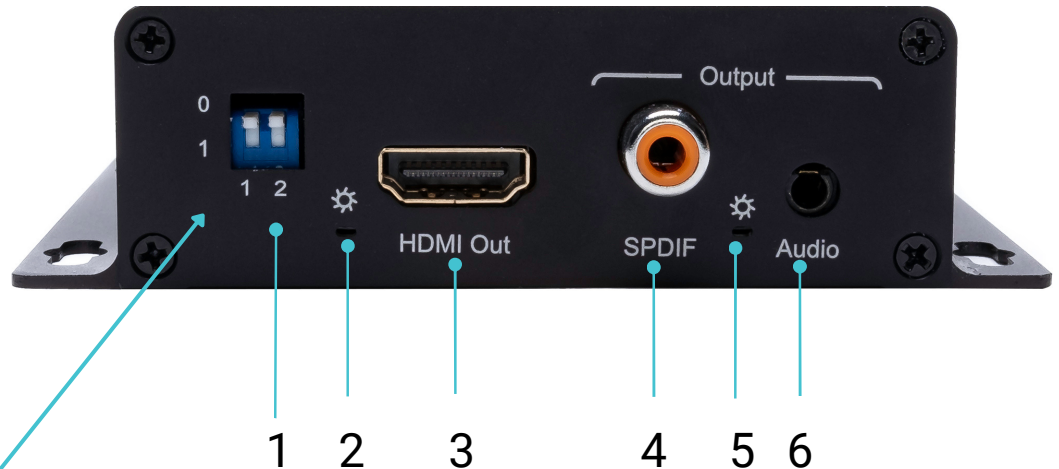 Output
0
1
1 2
HDMI Out
SPDIF
Audio
1 2 3 4 5 6